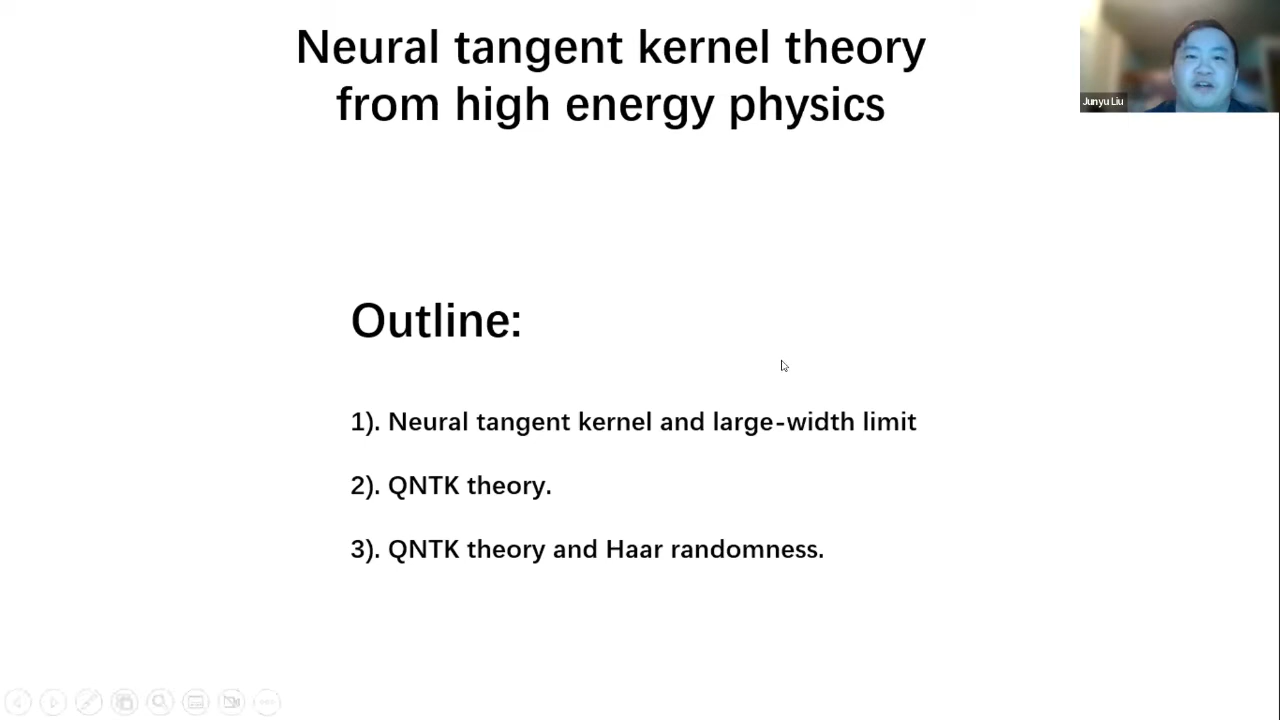 Neural tangent kernel theory
from high energy physics
Junyu Liu
Outline:
1). Neural tangent kernel and large-width limit
2). QNTK theory.
3). QNTK theory and Haar randomness.